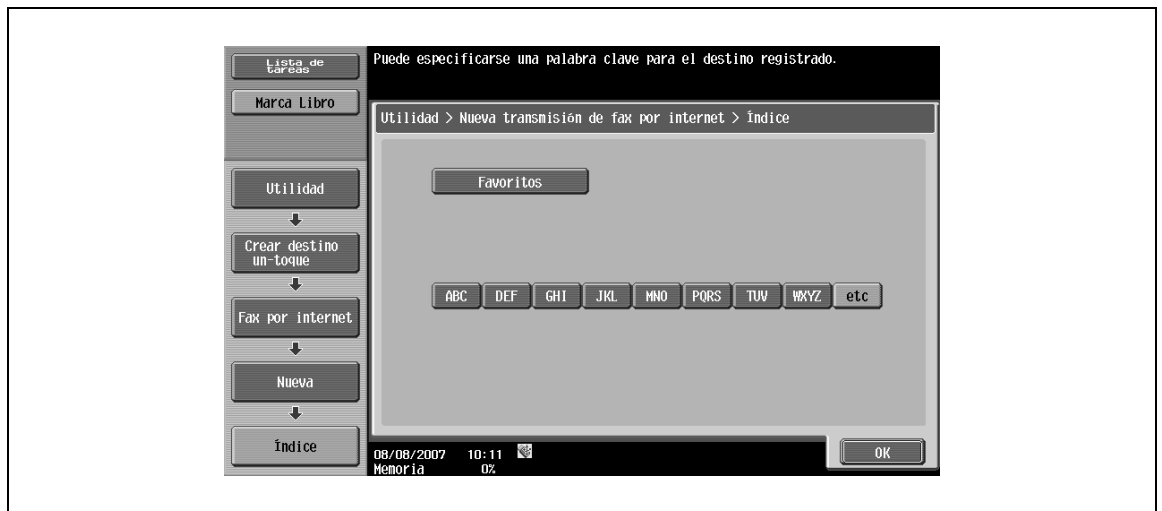 Lista de
tareas
Marca Libro
Puede especificarse una palabra clave para el destino registrado.
Utilidad > Nueva transmisión de fax por internet > Índice
Utilidad
Crear destino
un-toque
Fax por internet
Nueva
Índice
Favoritos
ABC DEF GHI JKL MNO PQRS TUV WXYZ etc
08/08/2007 10:11
Memoria 0%
OK